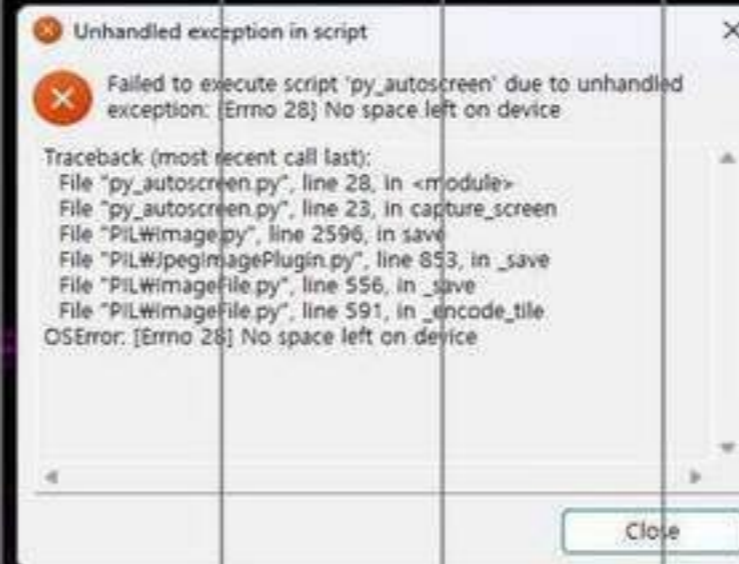 Unhandled exception in script
Failed to execute script 'py_autoscreen' due to unhandled
exception: [Errno 28] No space left on device
Traceback (most recent call last):
File "py_autoscreen.py", line 28, in <module>
File "py_autoscreen.py", line 23, in capture_screen
File "PIL₩Image.py", line 2596, in save
File "PIL₩JpegImagePlugin.py", line 853, in _save
File "PIL₩ImageFile.py", line 556, in _save
File "PIL₩ImageFile.py", line 591, in _encode_tile
OSError: [Errno 28] No space left on device
Close